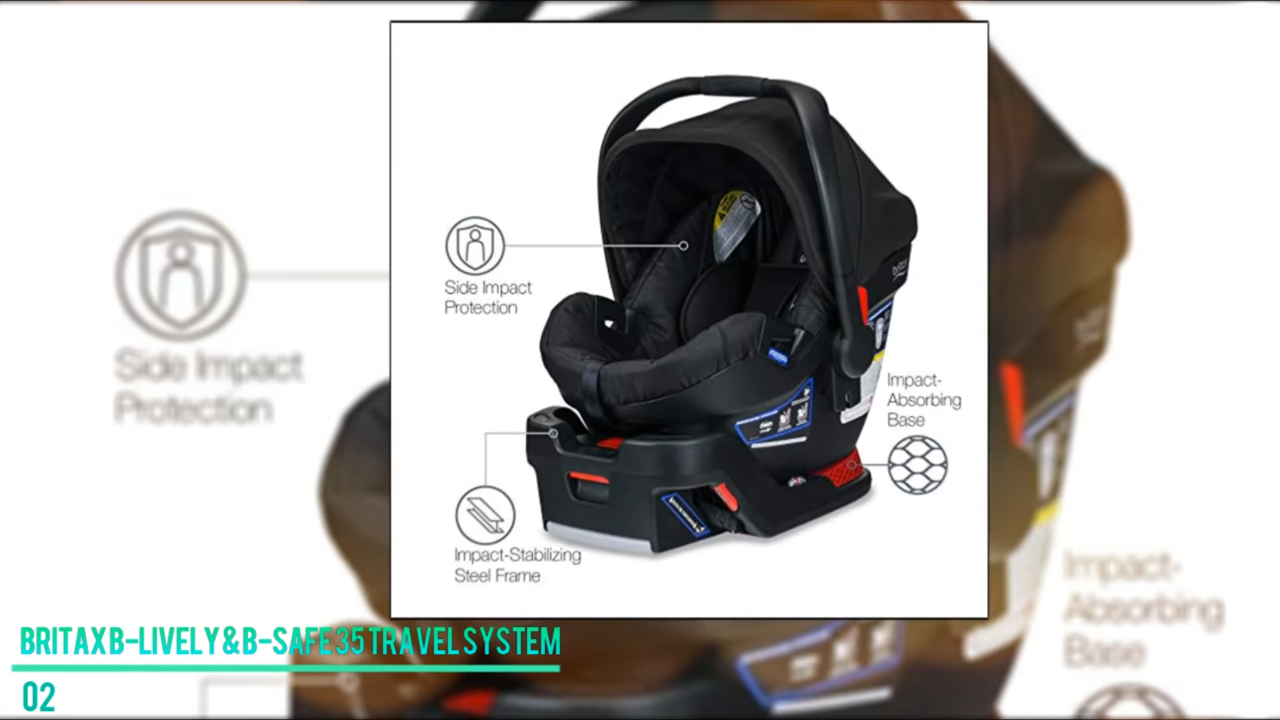 Side Impact
Protection
Impact-
Absorbing
Base
Impact-Stabilizing
Steel Frame
Side Impact
Protection
Impact-
Absorbing
Base
BRITAX B-LIVELY & B-SAFE 35 TRAVEL SYSTEM
02